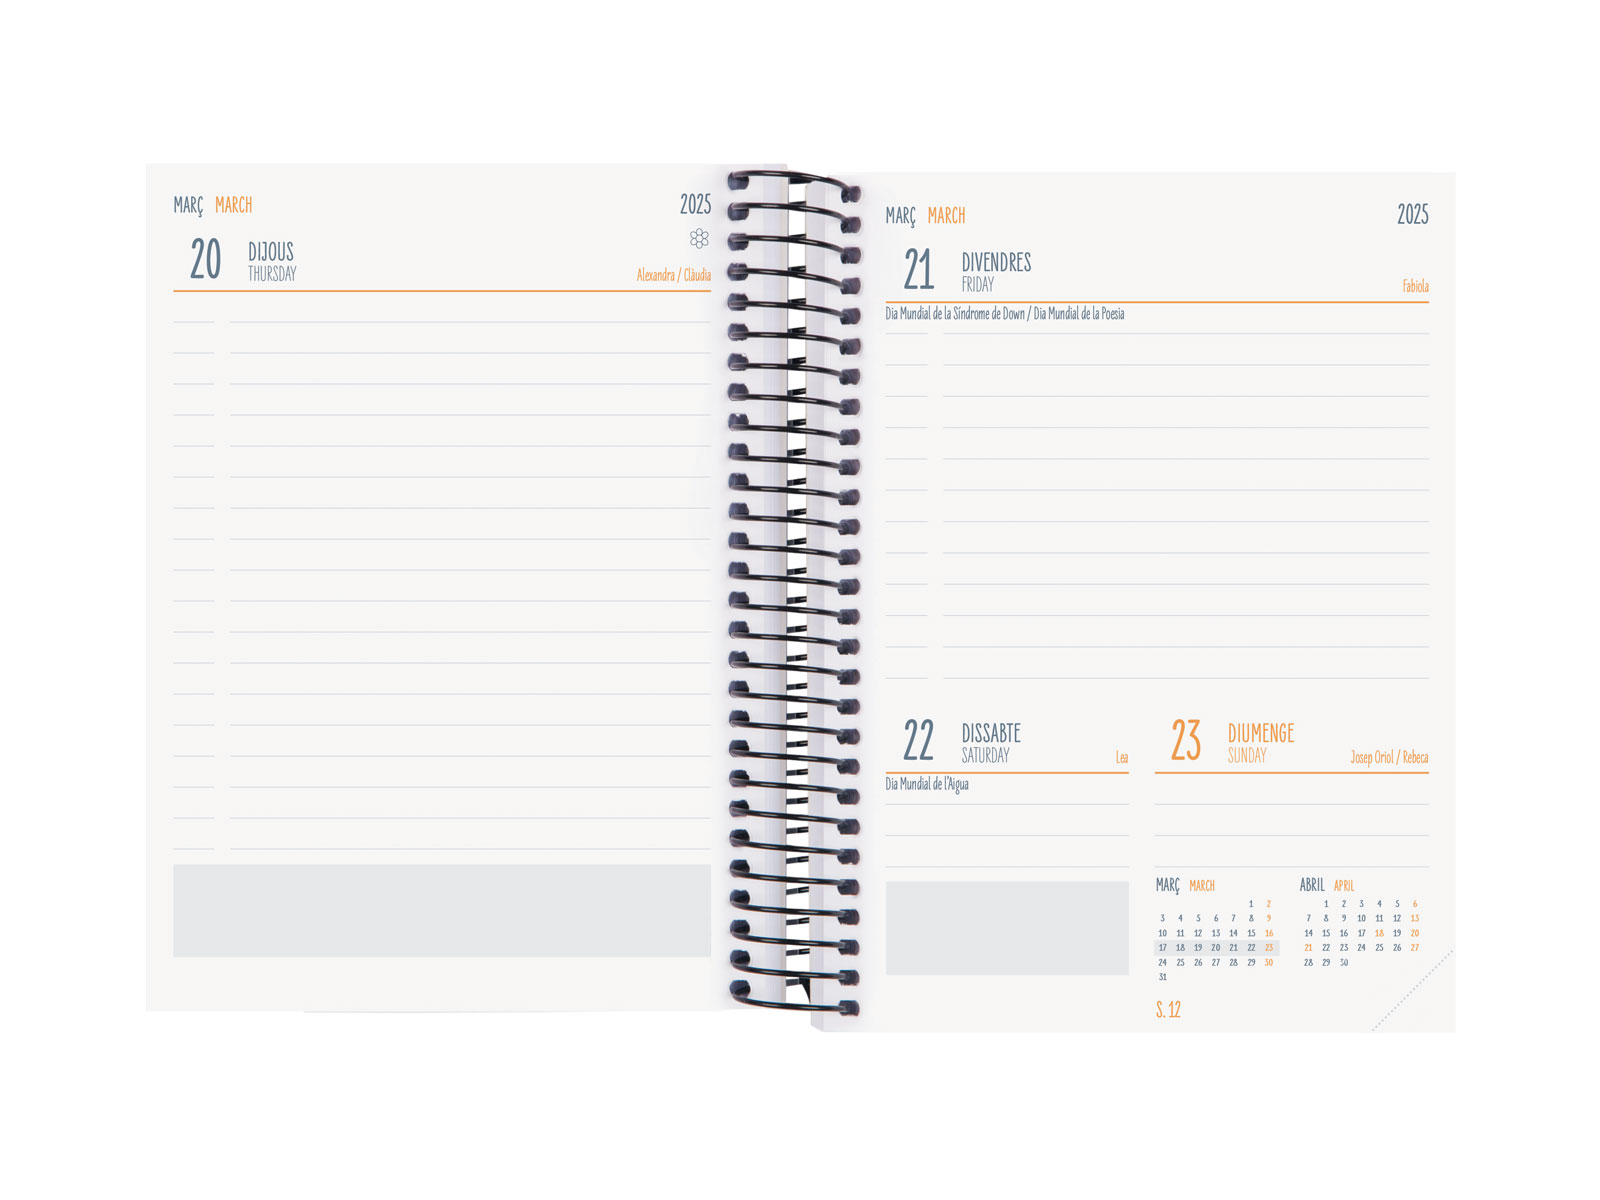 MARÇ MARCH 2025
20 DIJOUS
THURSDAY
Alexandra / Clàudia
MARÇ MARCH 2025
21 DIVENDRES
FRIDAY
Fabiola
Dia Mundial de la Síndrome de Down / Dia Mundial de la Poesia
22 DISSABTE
SATURDAY
Lea
Dia Mundial de l'Aigua
23 DIUMENGE
SUNDAY
Josep Oriol / Rebeca
MARÇ MARCH
1 2
3 4 5 6 7 8 9
10 11 12 13 14 15 16
17 18 19 20 21 22 23
24 25 26 27 28 29 30
31
ABRIL APRIL
1 2 3 4 5 6
7 8 9 10 11 12 13
14 15 16 17 18 19 20
21 22 23 24 25 26 27
28 29 30
S. 12